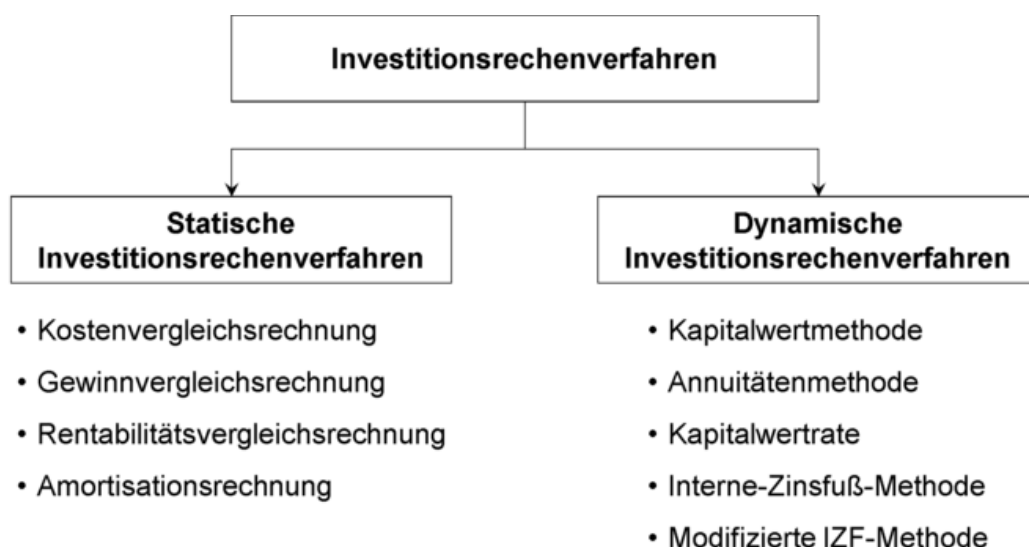 Investitionsrechenverfahren
Statische
Investitionsrechenverfahren
• Kostenvergleichsrechnung
• Gewinnvergleichsrechnung
• Rentabilitätsvergleichsrechnung
• Amortisationsrechnung
Dynamische
Investitionsrechenverfahren
• Kapitalwertmethode
• Annuitätenmethode
• Kapitalwertrate
• Interne-Zinsfuß-Methode
• Modifizierte IZF-Methode